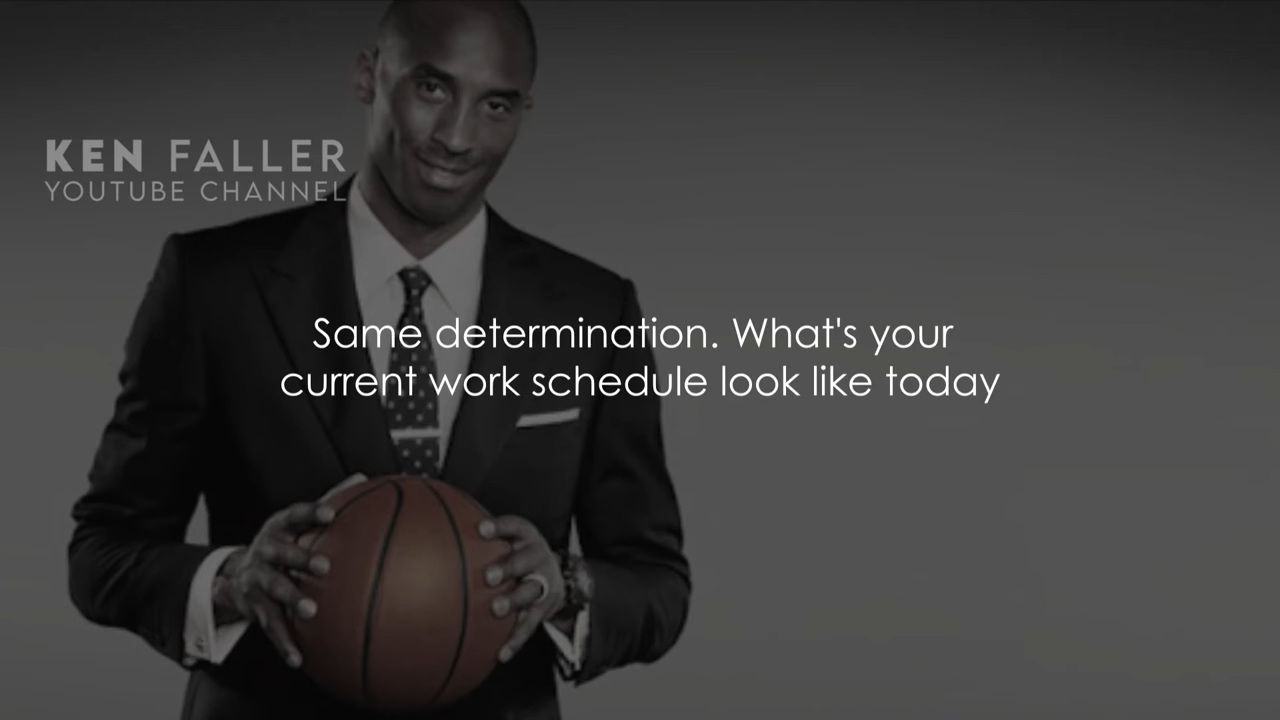 KEN FALLER
YOUTUBE CHANNEL
Same determination. What's your
current work schedule look like today